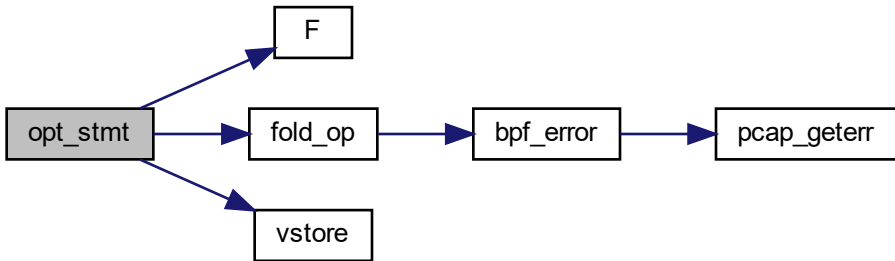 F
opt_stmt
fold_op
bpf_error
pcap_geterr
vstore